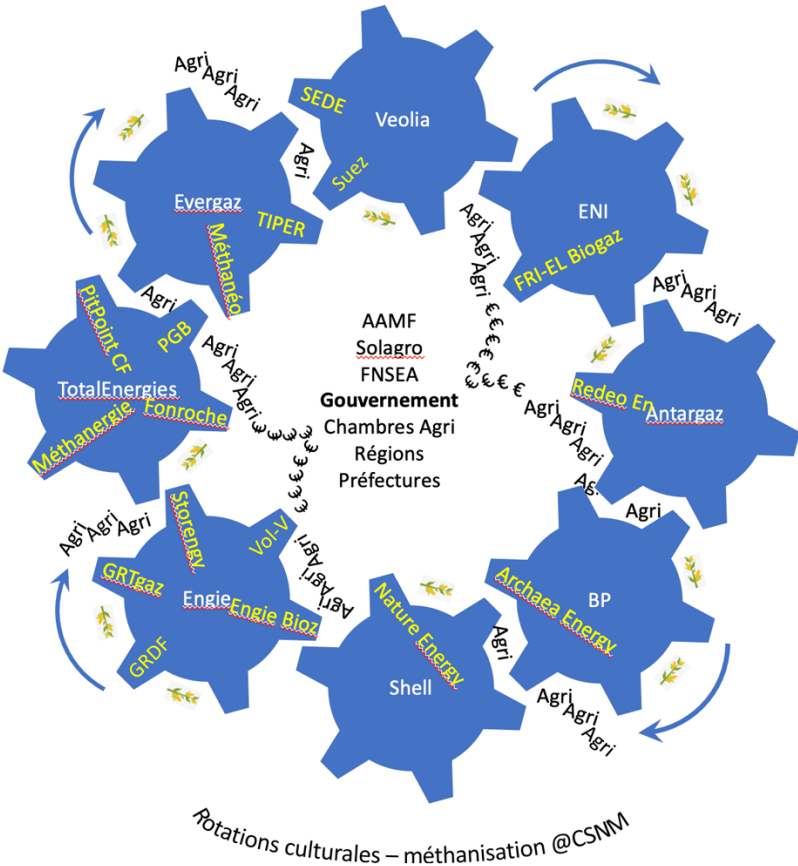 Agri
Agri
Agri
SEDE
Veolia
Suez
Agri
Evergaz
TIPER
Méthanéo
ENI
FRI-EL Biogaz
Agri
Agri
Agri
€
€
€
€
€
€
€
€
€
Agri
Agri
Agri
Agri
PitPoint CF
PGB
TotalEnergies
Fonroche
Méthanergie
Agri
Agri
Agri
€
€
€
€
€
€
€
€
€
AAMF
Solagro
FNSEA
Gouvernement
Chambres Agri
Régions
Préfectures
Redeo En
Antargaz
Agri
Agri
Agri
Ag.
Agri
Agri
Agri
Agri
Storengy
Vol-V
GRTgaz
Engie
Engie Bioz
GRDF
Agri
Agri
Agri
Nature Energy
Shell
Agri
Archaea Energy
BP
Agri
Agri
Agri
Rotations culturales – méthanisation @CSNM